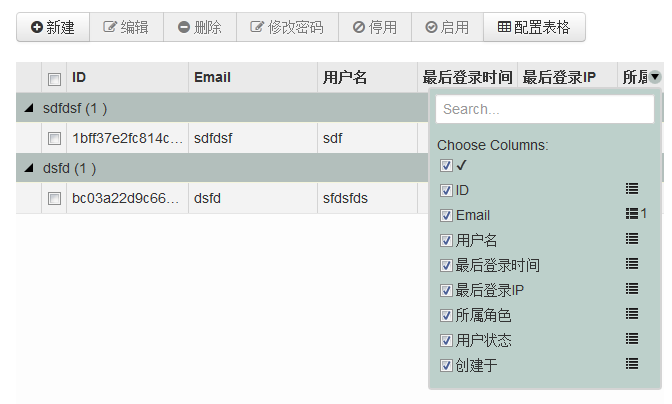 新建 编辑 删除 修改密码 停用 启用 配置表格
ID Email 用户名 最后登录时间 最后登录IP 所属
sdfdsf (1 )
1bff37e2fc814c... sdfdsf sdf
dsfd (1 )
bc03a22d9c66... dsfd sfdsfds
Search...
Choose Columns:
✓
ID
Email 1
用户名
最后登录时间
最后登录IP
所属角色
用户状态
创建于